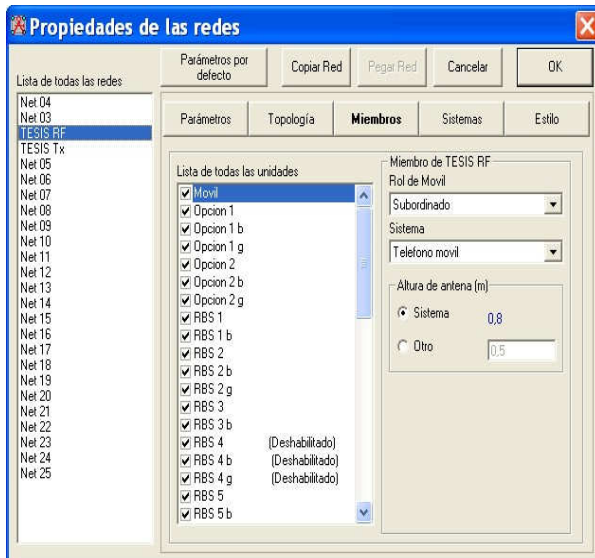 Propiedades de las redes
Parámetros por defecto
Copiar Red
Pegar Red
Cancelar
OK
Lista de todas las redes
Net 04
Net 03
TESIS RF
TESIS Tx
Net 05
Net 06
Net 07
Net 08
Net 09
Net 10
Net 11
Net 12
Net 13
Net 14
Net 15
Net 16
Net 17
Net 18
Net 19
Net 20
Net 21
Net 22
Net 23
Net 24
Net 25
Parámetros
Topología
Miembros
Sistemas
Estilo
Lista de todas las unidades
Movil
Opcion 1
Opcion 1 b
Opcion 1 g
Opcion 2
Opcion 2 b
Opcion 2 g
RBS 1
RBS 1 b
RBS 2
RBS 2 b
RBS 2 g
RBS 3
RBS 3 b
RBS 4 (Deshabilitado)
RBS 4 b (Deshabilitado)
RBS 4 g (Deshabilitado)
RBS 5
RBS 5 b
Miembro de TESIS RF
Rol de Movil
Subordinado
Sistema
Telefono movil
Altura de antena (m)
Sistema 0,8
Otro 0,5